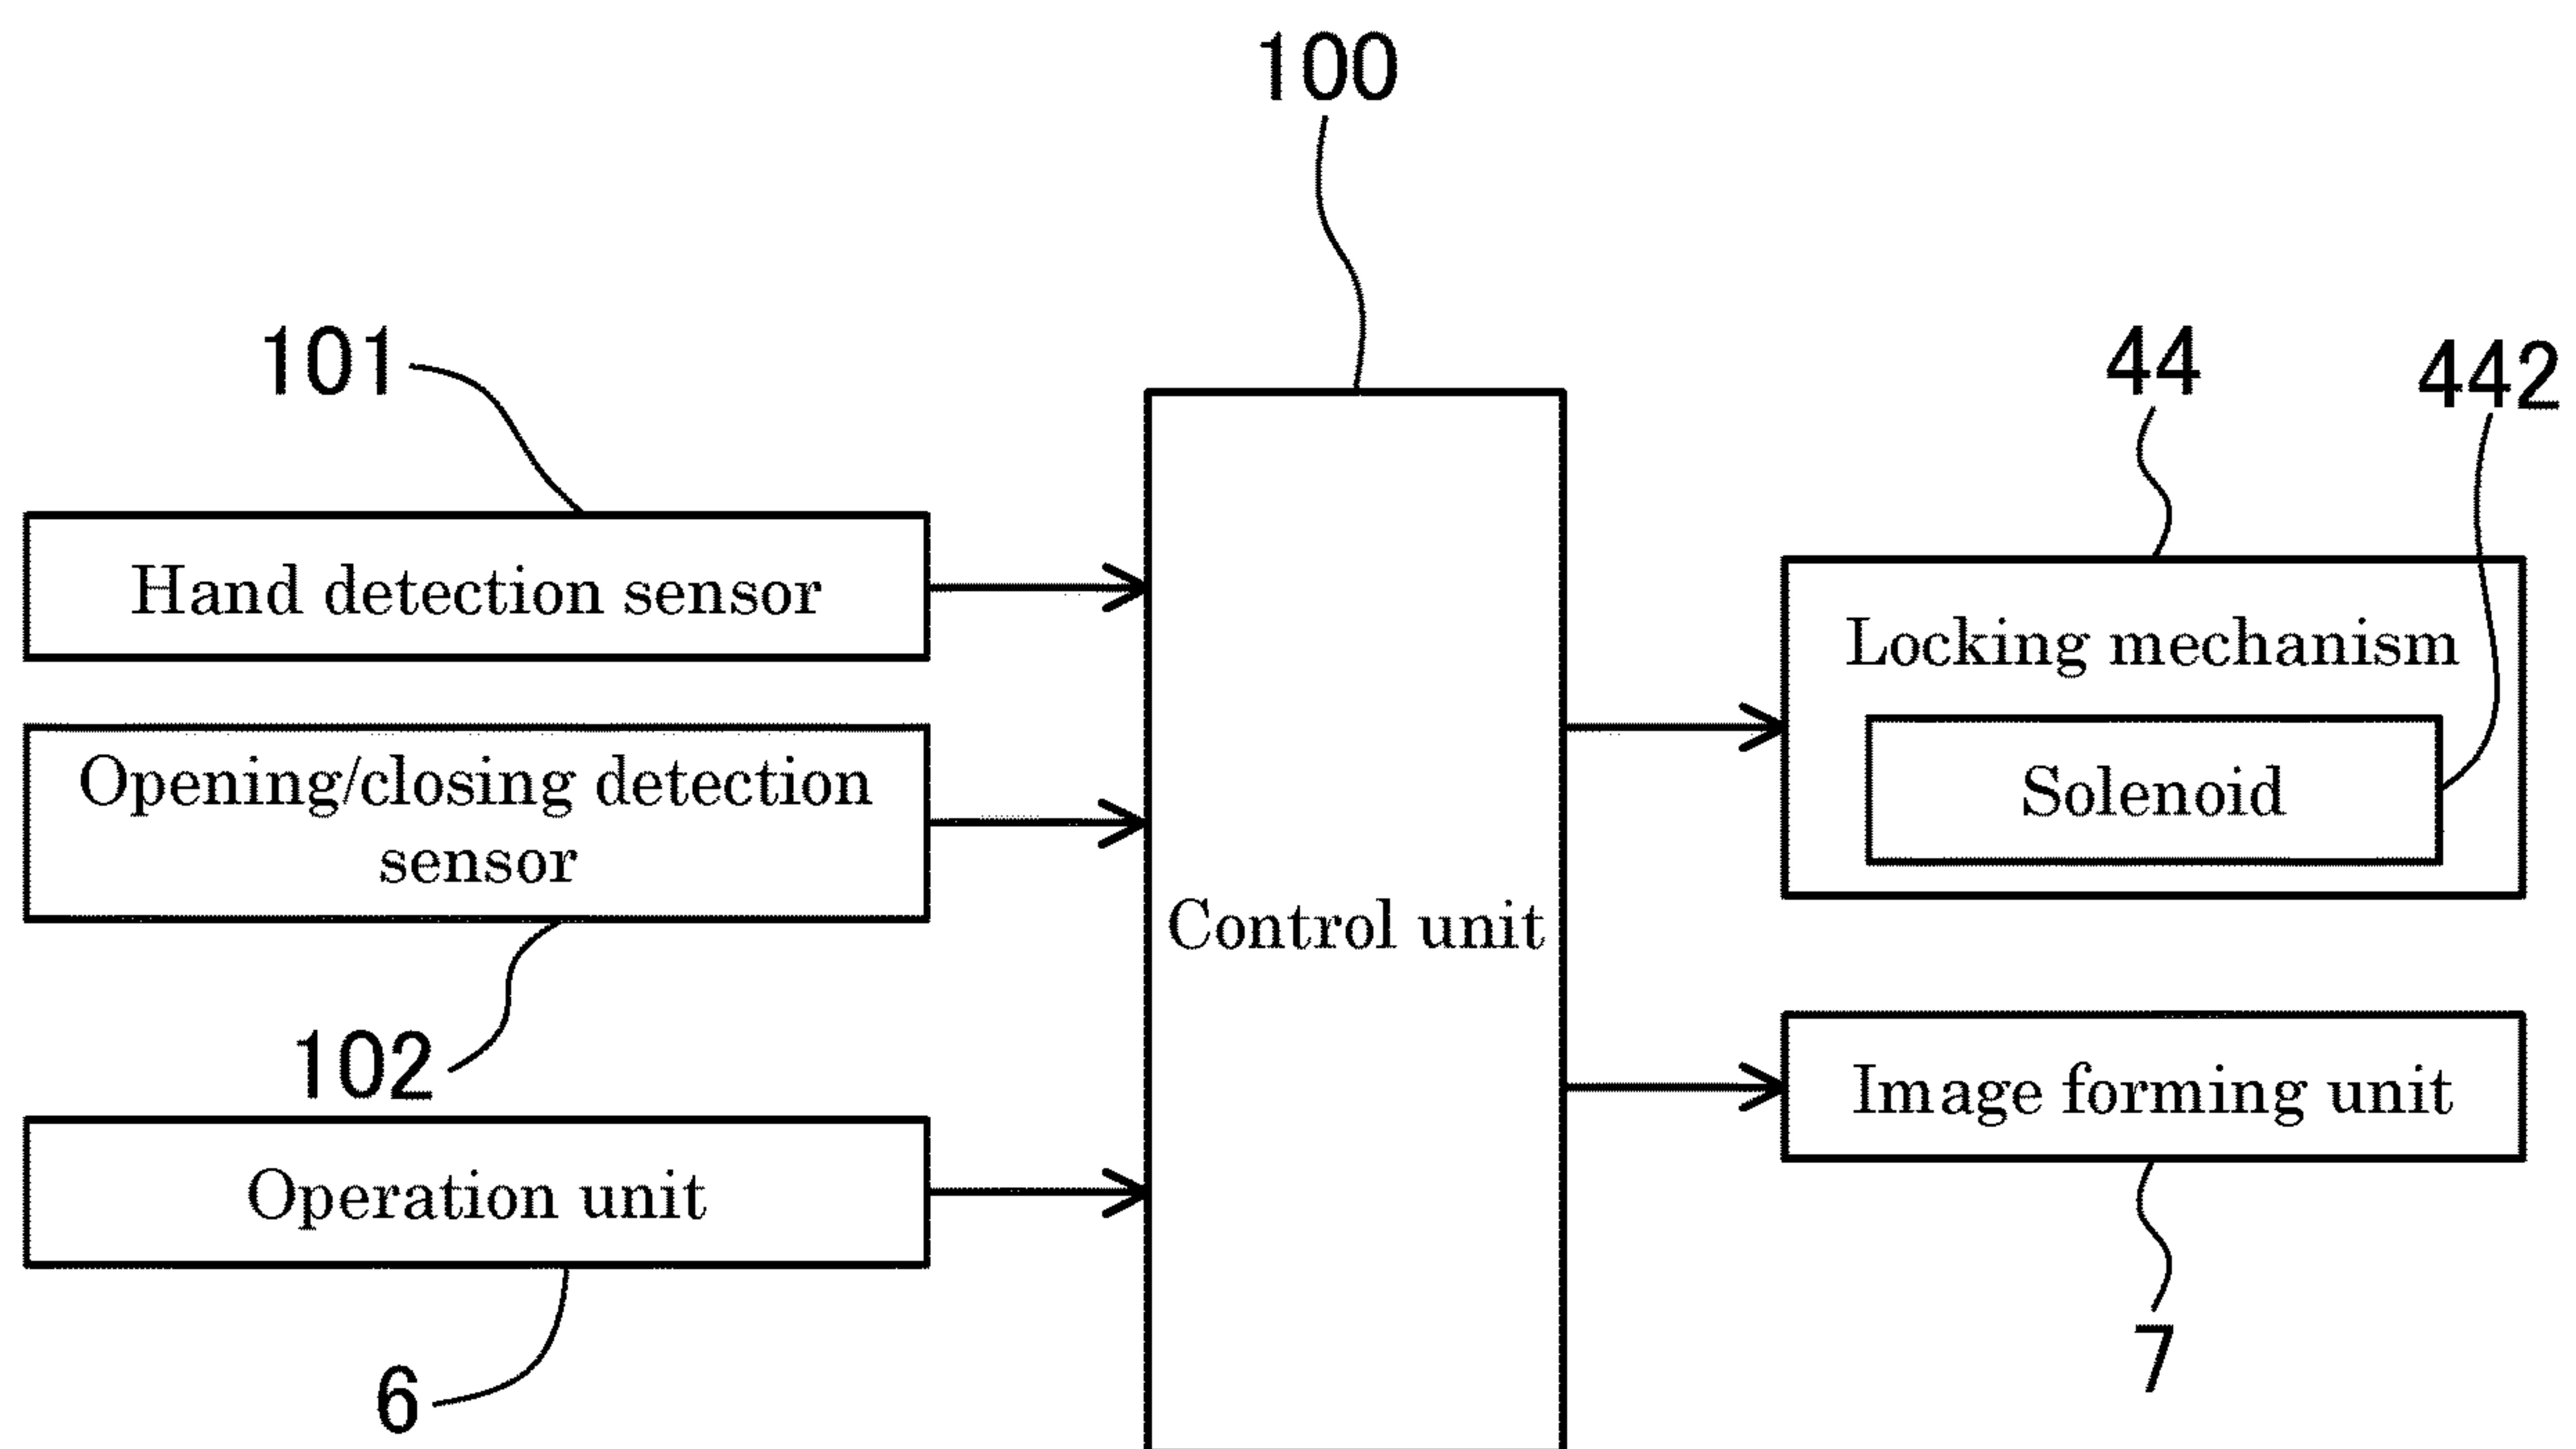 100
101
44
442
Hand detection sensor
Locking mechanism
Opening/closing detection
sensor
Solenoid
Control unit
102
Image forming unit
Operation unit
6
7